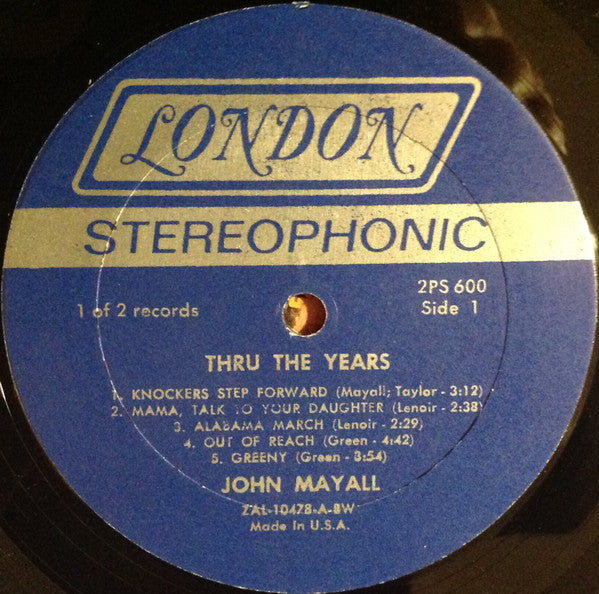 LONDON
STEREOPHONIC
2PS 600
1 of 2 records
Side 1
THRU THE YEARS
1. KNOCKERS STEP FORWARD (Mayall; Taylor - 3:12)
2. MAMA, TALK TO YOUR DAUGHTER (Lenoir - 2:38)
3. ALABAMA MARCH (Lenoir - 2:29)
4. OUT OF REACH (Green - 4:42)
5. GREENY (Green - 3:54)
JOHN MAYALL
ZAL-10478-A-BW
Made In U.S.A.